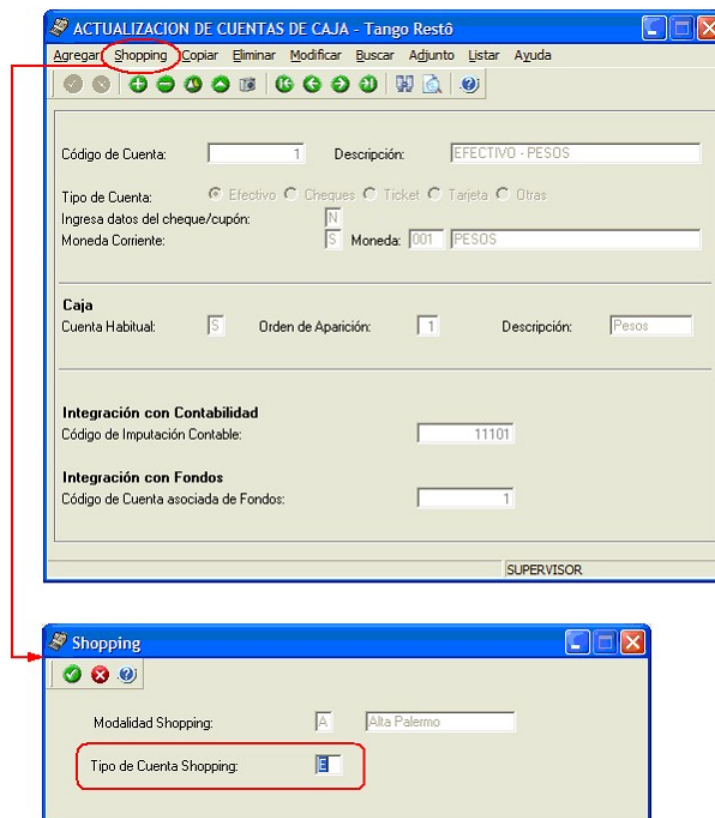 ACTUALIZACION DE CUENTAS DE CAJA - Tango Restô
Agregar Shopping Copiar Eliminar Modificar Buscar Adjunto Listar Ayuda
Código de Cuenta: 1 Descripción: EFECTIVO - PESOS
Tipo de Cuenta: Efectivo Cheques Ticket Tarjeta Otras
Ingresa datos del cheque/cupón: N
Moneda Corriente: S Moneda: 001 PESOS
Caja
Cuenta Habitual: S Orden de Aparición: 1 Descripción: Pesos
Integración con Contabilidad
Código de Imputación Contable: 11101
Integración con Fondos
Código de Cuenta asociada de Fondos: 1
SUPERVISOR
Shopping
Modalidad Shopping: A Alta Palermo
Tipo de Cuenta Shopping: E